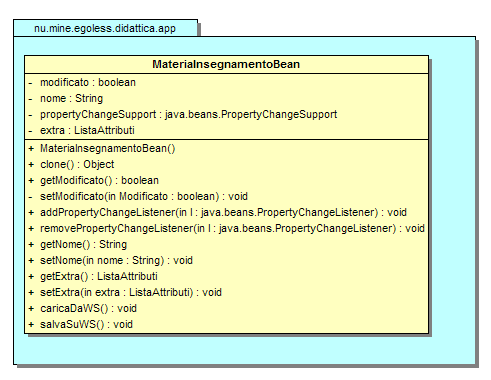 nu.mine.egoless.didattica.app
MateriaInsegnamentoBean
- modificato : boolean
- nome : String
- propertyChangeSupport : java.beans.PropertyChangeSupport
- extra : ListaAttributi
+ MateriaInsegnamentoBean()
+ clone() : Object
+ getModificato() : boolean
- setModificato(in Modificato : boolean) : void
+ addPropertyChangeListener(in l : java.beans.PropertyChangeListener) : void
+ removePropertyChangeListener(in l : java.beans.PropertyChangeListener) : void
+ getNome() : String
+ setNome(in nome : String) : void
+ getExtra() : ListaAttributi
+ setExtra(in extra : ListaAttributi) : void
+ caricaDaWS() : void
+ salvaSuWS() : void